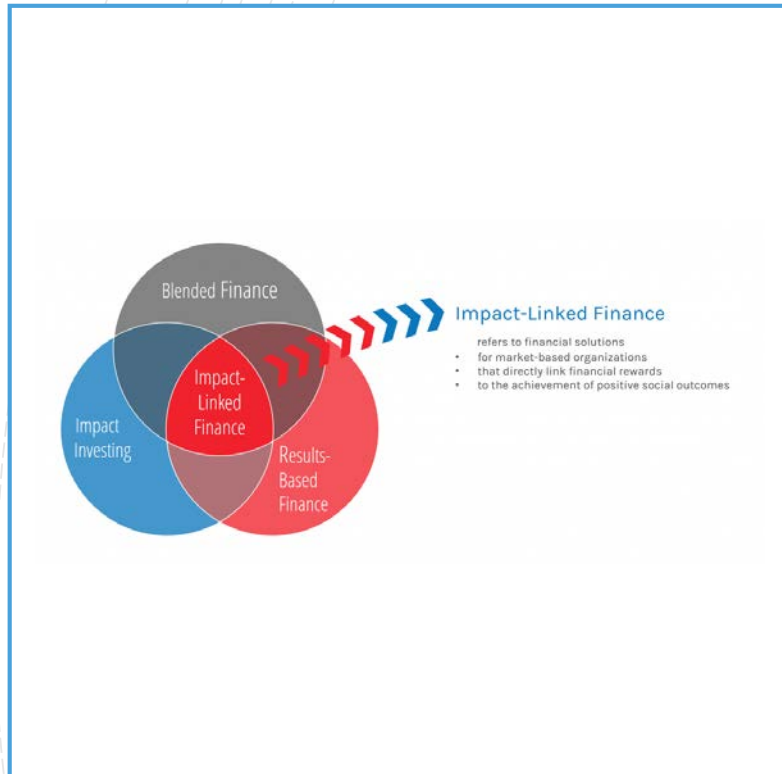 Blended Finance
Impact-
Linked
Finance
Impact
Investing
Results-
Based
Finance
Impact-Linked Finance
refers to financial solutions
• for market-based organizations
• that directly link financial rewards
• to the achievement of positive social outcomes